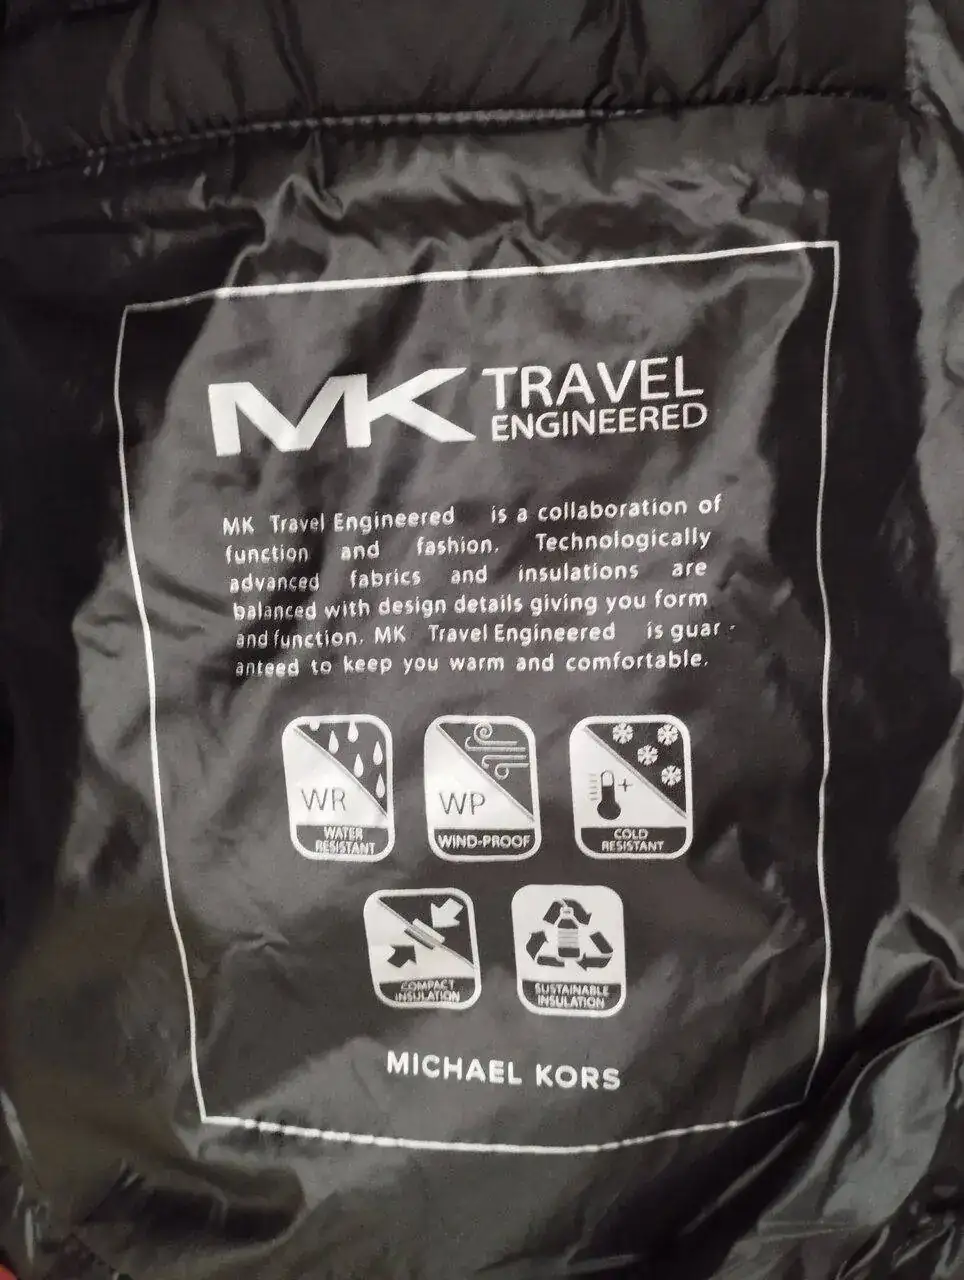 MK TRAVEL
ENGINEERED
MK Travel Engineered is a collaboration of
function and fashion. Technologically
advanced fabrics and insulations are
balanced with design details giving you form
and function. MK Travel Engineered is guar -
anteed to keep you warm and comfortable.
WR
WATER
RESISTANT
WP
WIND-PROOF
COLD
RESISTANT
COMPACT
INSULATION
SUSTAINABLE
INSULATION
MICHAEL KORS